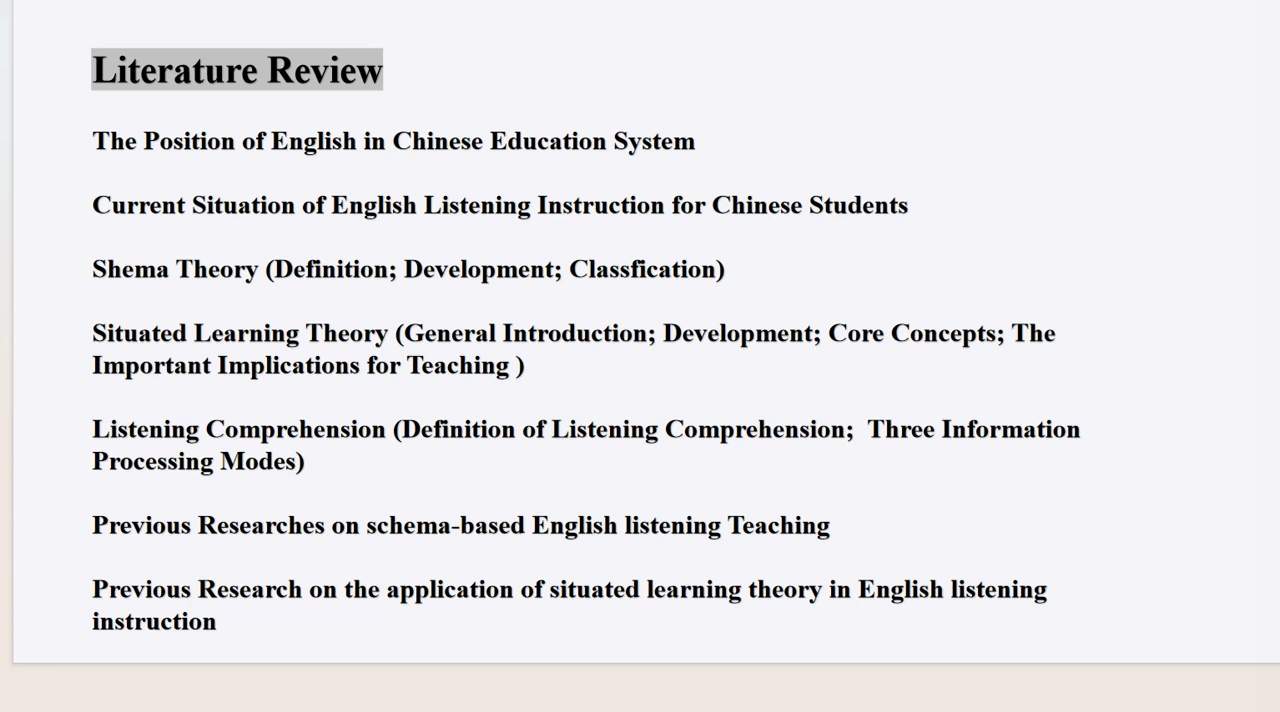 Literature Review
The Position of English in Chinese Education System
Current Situation of English Listening Instruction for Chinese Students
Shema Theory (Definition; Development; Classfication)
Situated Learning Theory (General Introduction; Development; Core Concepts; The
Important Implications for Teaching )
Listening Comprehension (Definition of Listening Comprehension;  Three Information
Processing Modes)
Previous Researches on schema-based English listening Teaching
Previous Research on the application of situated learning theory in English listening
instruction